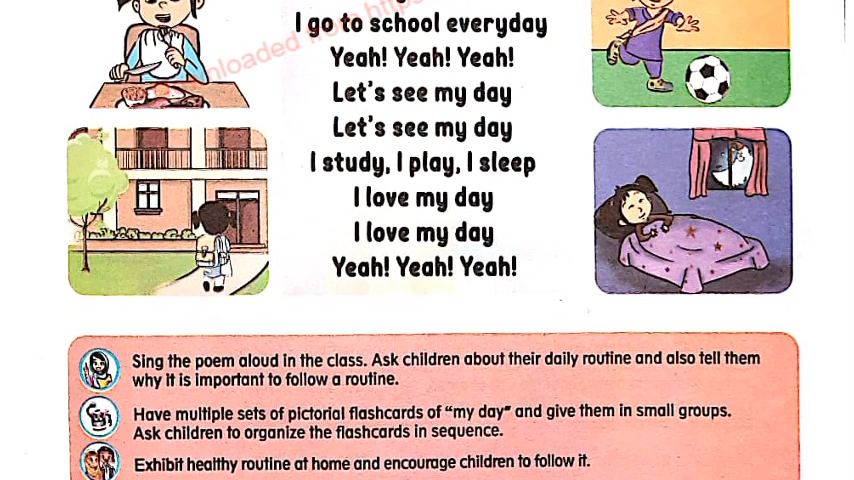 I go to school everyday
Yeah! Yeah! Yeah!
Let's see my day
Let's see my day
I study, I play, I sleep
I love my day
I love my day
Yeah! Yeah! Yeah!
nloaded from https
Sing the poem aloud in the class. Ask children about their daily routine and also tell them
why it is important to follow a routine.
Have multiple sets of pictorial flashcards of "my day" and give them in small groups.
Ask children to organize the flashcards in sequence.
Exhibit healthy routine at home and encourage children to follow it.